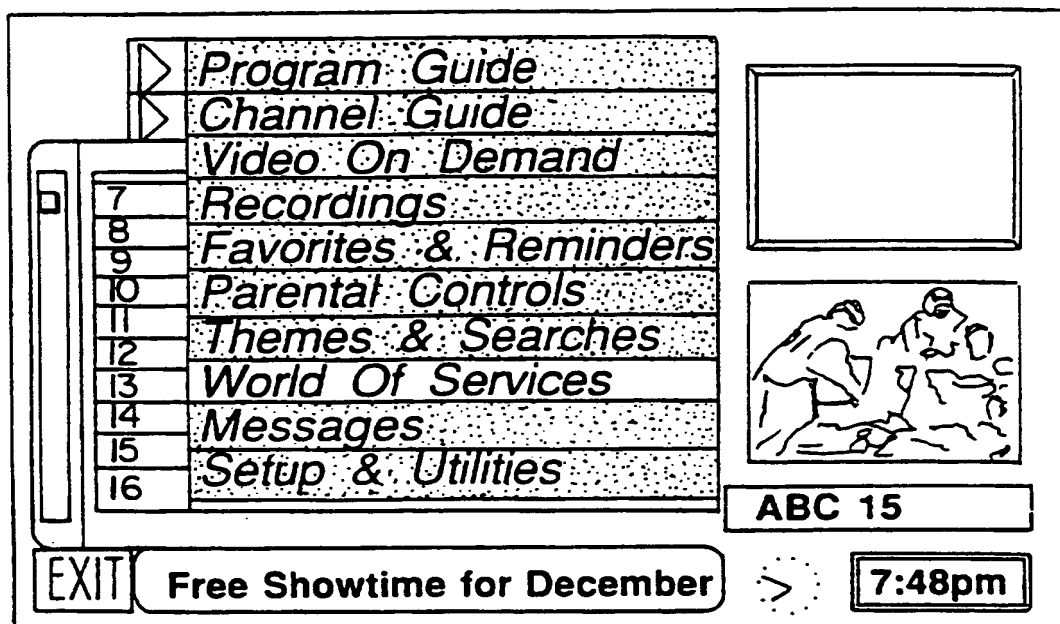 Program Guide
Channel Guide
Video On Demand
7 Recordings
8
9 Favorites & Reminders
10 Parental Controls
11
12 Themes & Searches
13 World Of Services
14 Messages
15
16 Setup & Utilities
ABC 15
EXIT Free Showtime for December 7:48pm